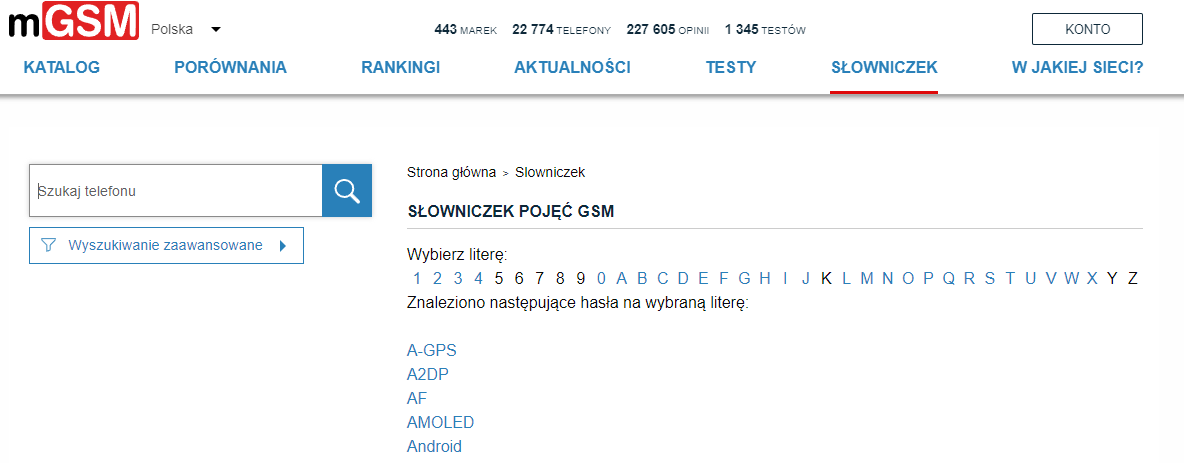 mGSM Polska 443 MAREK 22 774 TELEFONY 227 605 OPINII 1 345 TESTÓW KONTO
KATALOG PORÓWNANIA RANKINGI AKTUALNOŚCI TESTY SŁOWNICZEK W JAKIEJ SIECI?
Szukaj telefonu
Wyszukiwanie zaawansowane
Strona główna > Slowniczek
SŁOWNICZEK POJĘĆ GSM
Wybierz literę:
1 2 3 4 5 6 7 8 9 0 A B C D E F G H I J K L M N O P Q R S T U V W X Y Z
Znaleziono następujące hasła na wybraną literę:
A-GPS
A2DP
AF
AMOLED
Android